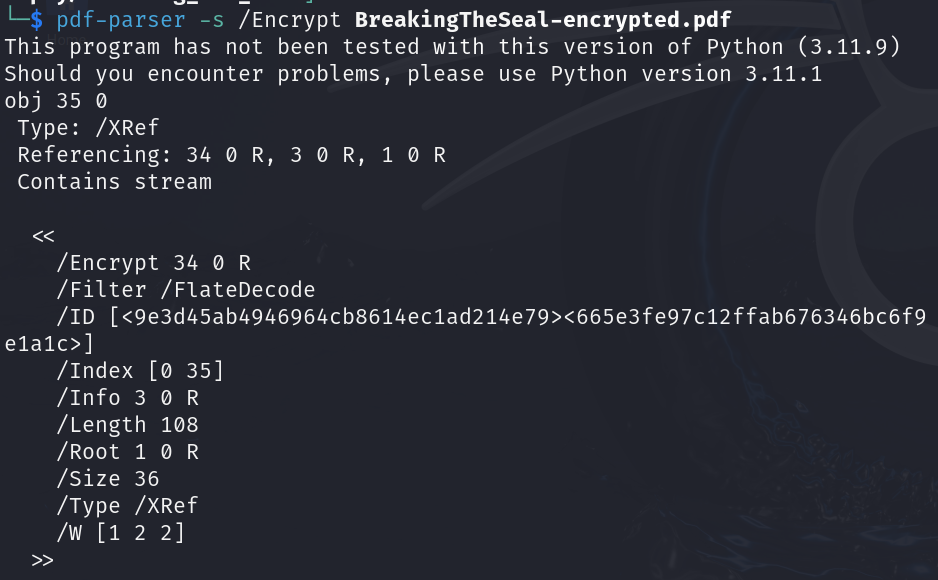 └─$ pdf-parser -s /Encrypt BreakingTheSeal-encrypted.pdf
This program has not been tested with this version of Python (3.11.9)
Should you encounter problems, please use Python version 3.11.1
obj 35 0
 Type: /XRef
 Referencing: 34 0 R, 3 0 R, 1 0 R
 Contains stream

  <<
    /Encrypt 34 0 R
    /Filter /FlateDecode
    /ID [<9e3d45ab4946964cb8614ec1ad214e79><665e3fe97c12ffab676346bc6f9
e1a1c>]
    /Index [0 35]
    /Info 3 0 R
    /Length 108
    /Root 1 0 R
    /Size 36
    /Type /XRef
    /W [1 2 2]
  >>